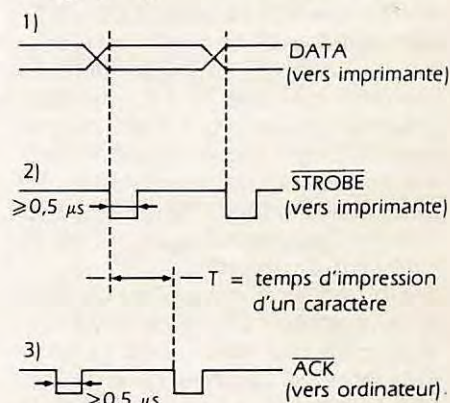 1)
DATA
(vers imprimante)
2)
STROBE
≥0,5 µs
(vers imprimante)
T = temps d'impression
d'un caractère
3)
ACK
≥0,5 µs
(vers ordinateur).